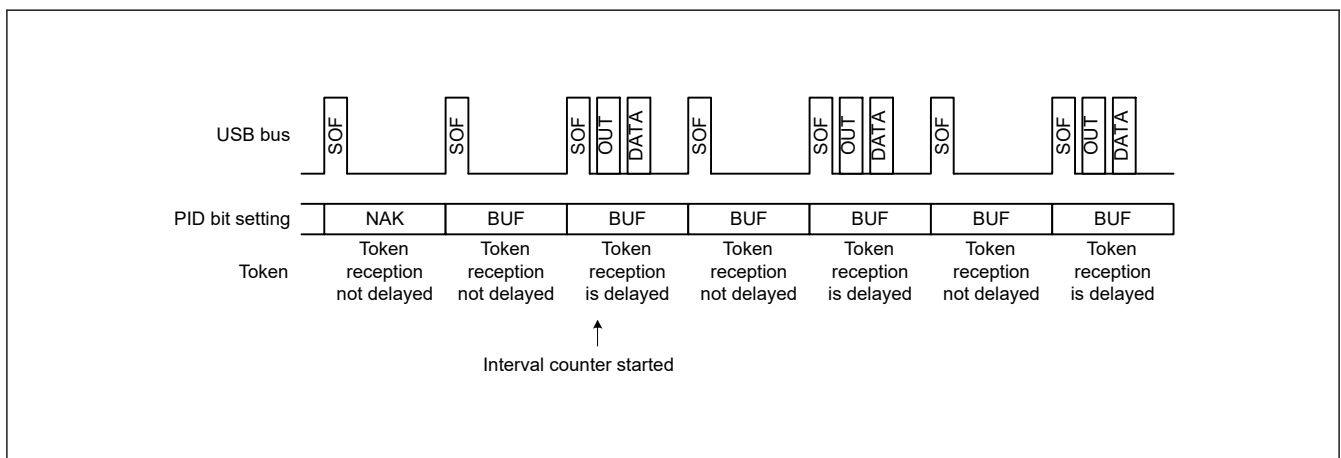 USB bus
SOF
SOF
SOF
OUT
DATA
SOF
SOF
OUT
DATA
SOF
SOF
OUT
DATA
PID bit setting
NAK
BUF
BUF
BUF
BUF
BUF
BUF
Token
Token
reception
not delayed
Token
reception
not delayed
Token
reception
is delayed
Token
reception
not delayed
Token
reception
is delayed
Token
reception
not delayed
Token
reception
is delayed
Interval counter started